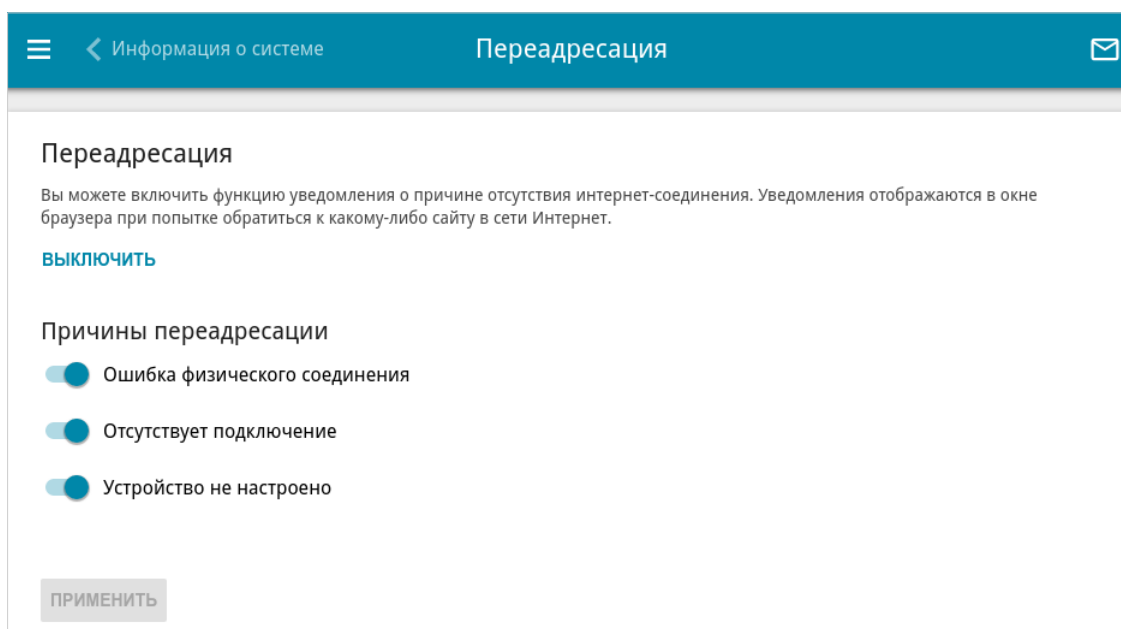 Информация о системе
Переадресация
Переадресация
Вы можете включить функцию уведомления о причине отсутствия интернет-соединения. Уведомления отображаются в окне
браузера при попытке обратиться к какому-либо сайту в сети Интернет.
ВЫКЛЮЧИТЬ
Причины переадресации
Ошибка физического соединения
Отсутствует подключение
Устройство не настроено
ПРИМЕНИТЬ